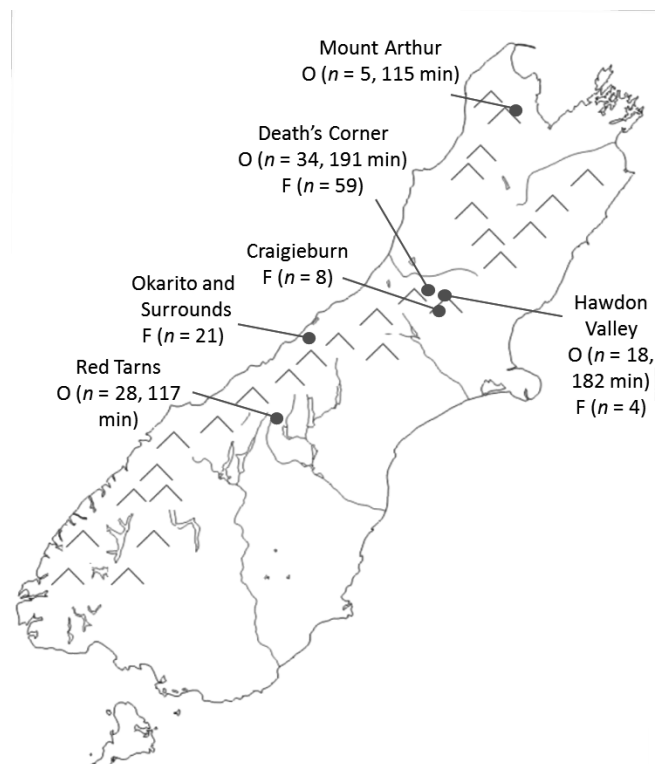 Mount Arthur
O (n = 5, 115 min)
Death’s Corner
O (n = 34, 191 min)
F (n = 59)
Craigieburn
F (n = 8)
Okarito and
Surrounds
F (n = 21)
Hawdon
Valley
O (n = 18,
182 min)
F (n = 4)
Red Tarns
O (n = 28, 117
min)